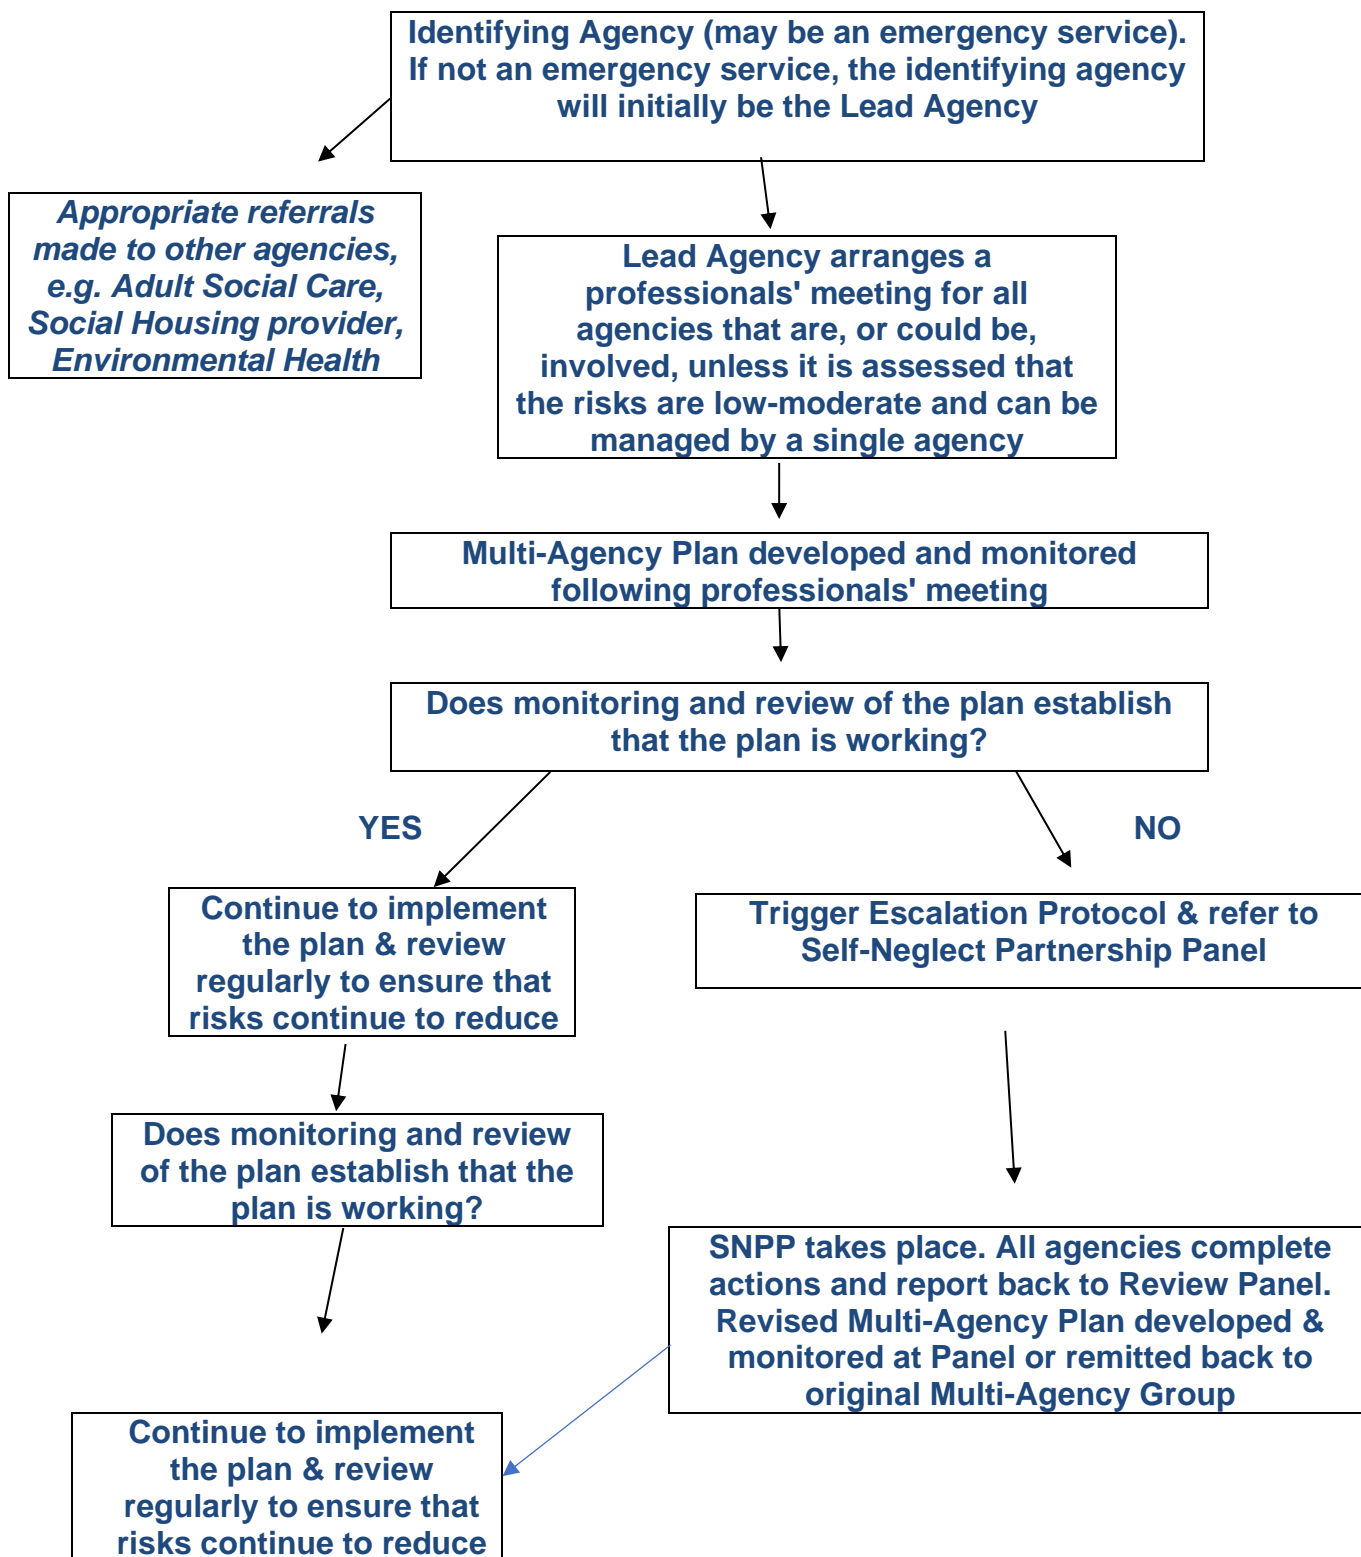 Identifying Agency (may be an emergency service).
If not an emergency service, the identifying agency
will initially be the Lead Agency
Appropriate referrals
made to other agencies,
e.g. Adult Social Care,
Social Housing provider,
Environmental Health
Lead Agency arranges a
professionals' meeting for all
agencies that are, or could be,
involved, unless it is assessed that
the risks are low-moderate and can be
managed by a single agency
Multi-Agency Plan developed and monitored
following professionals' meeting
Does monitoring and review of the plan establish
that the plan is working?
YES
NO
Continue to implement
the plan & review
regularly to ensure that
risks continue to reduce
Trigger Escalation Protocol & refer to
Self-Neglect Partnership Panel
Does monitoring and review
of the plan establish that the
plan is working?
SNPP takes place. All agencies complete
actions and report back to Review Panel.
Revised Multi-Agency Plan developed &
monitored at Panel or remitted back to
original Multi-Agency Group
Continue to implement
the plan & review
regularly to ensure that
risks continue to reduce